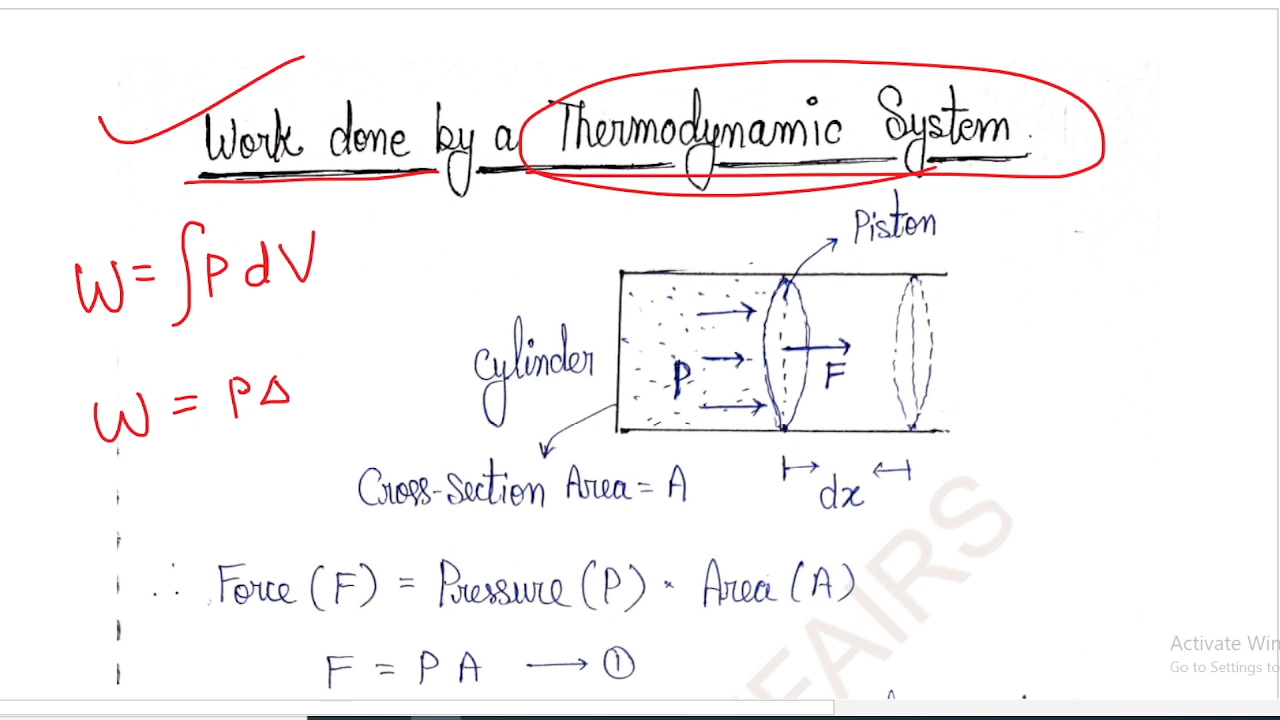 Work done by a Thermodynamic System.
W = ∫P dV
W = P Δ
Piston
Cylinder
P
F
Cross-Section Area = A
dx
∴ Force (F) = Pressure (P) × Area (A)
F = P A ⟶ ①
FAIRS
Activate Win
Go to Settings to